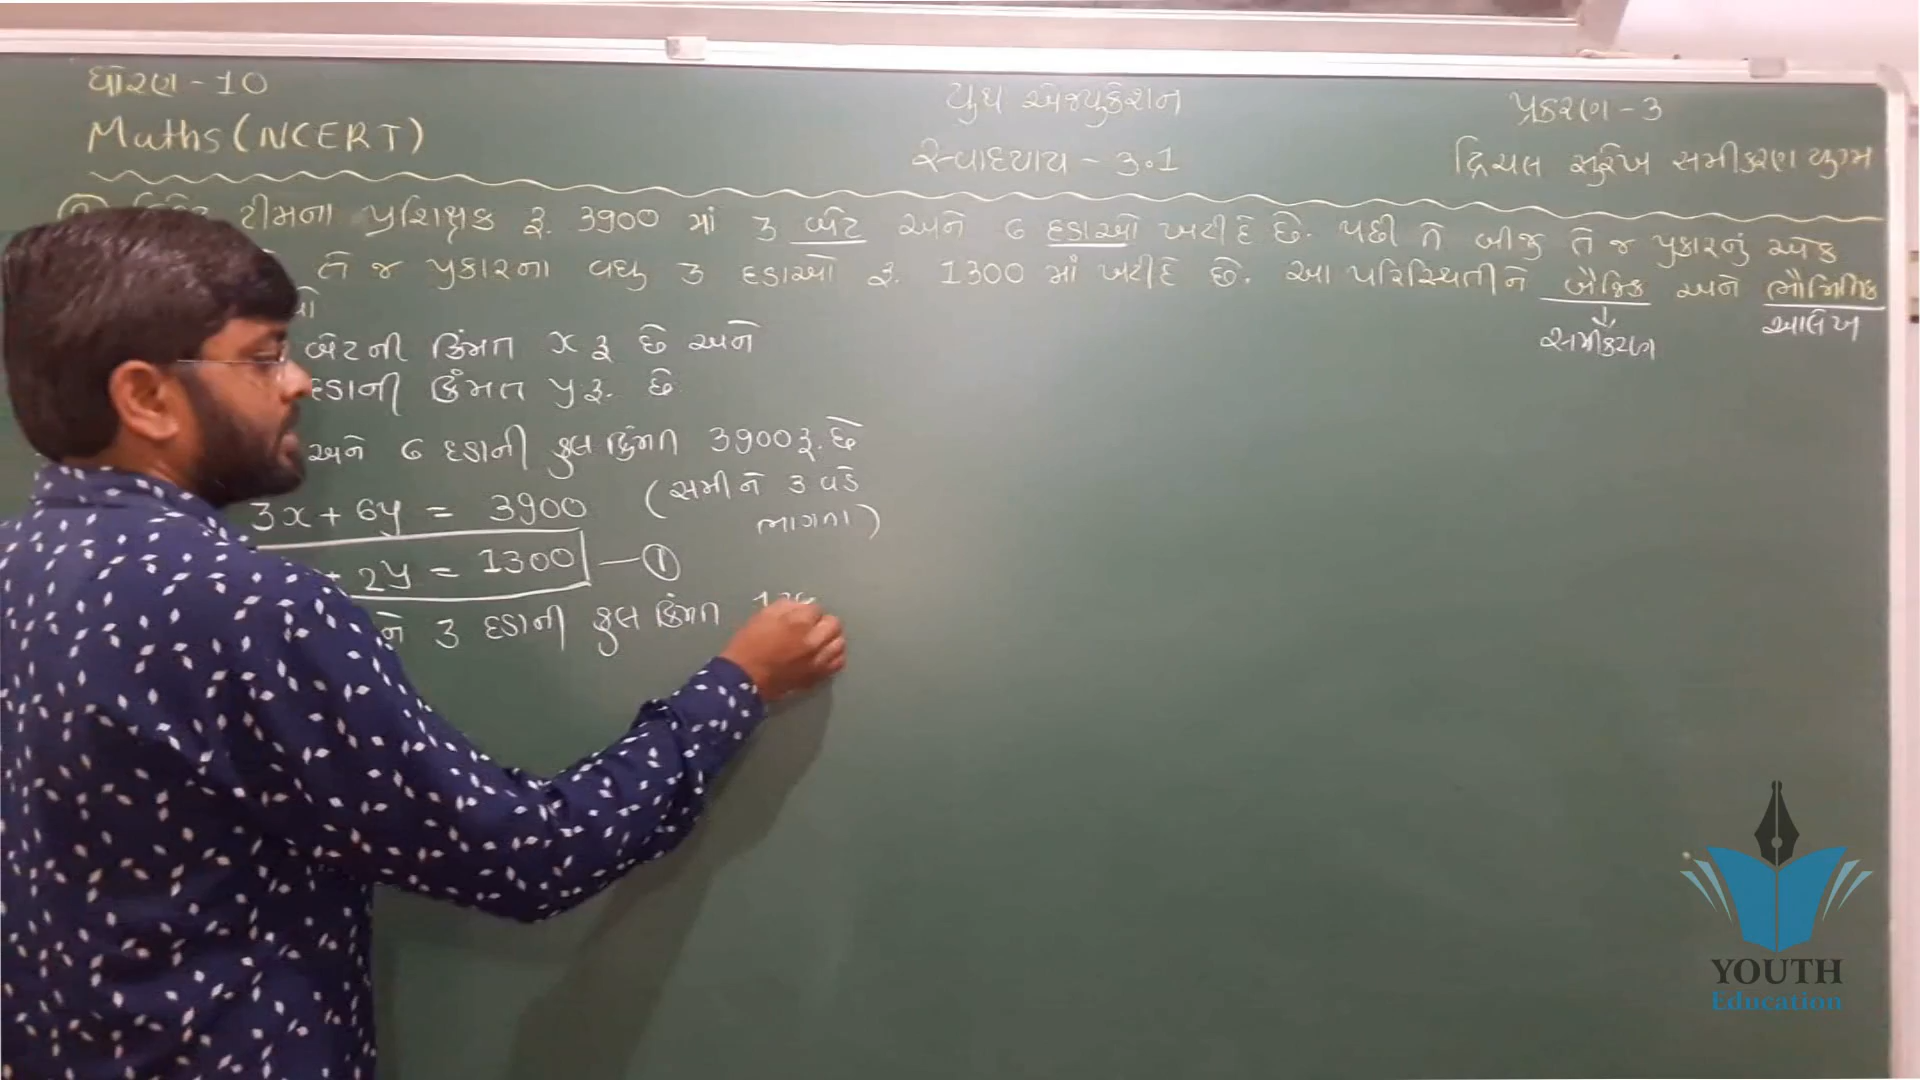 ધોરણ - 10
Maths (NCERT)
યુથ એજ્યુકેશન
સ્વાધ્યાય - 3.1
પ્રકરણ - 3
દ્વિચલ સુરેખ સમીકરણ યુગ્મ
ટીમના પ્રશિક્ષક રૂ. 3900 માં 3 બેટ અને 6 દડાઓ ખરીદે છે. પછી તે બીજુ તે જ પ્રકારનું એક
તે જ પ્રકારના વધુ 3 દડાઓ રૂ. 1300 માં ખરીદે છે. આ પરિસ્થિતીને બૈજિક અને ભૌમિતિક
સમીકરણ
આલેખ
બેટની કિંમત x રૂ છે અને
દડાની કિંમત y રૂ. છે
અને 6 દડાની કુલ કિંમત 3900 રૂ. છે
3x + 6y = 3900 (સમીને 3 વડે
ભાગતા)
+ 2y = 1300 — ①
ને 3 દડાની કુલ કિંમત
YOUTH
Education